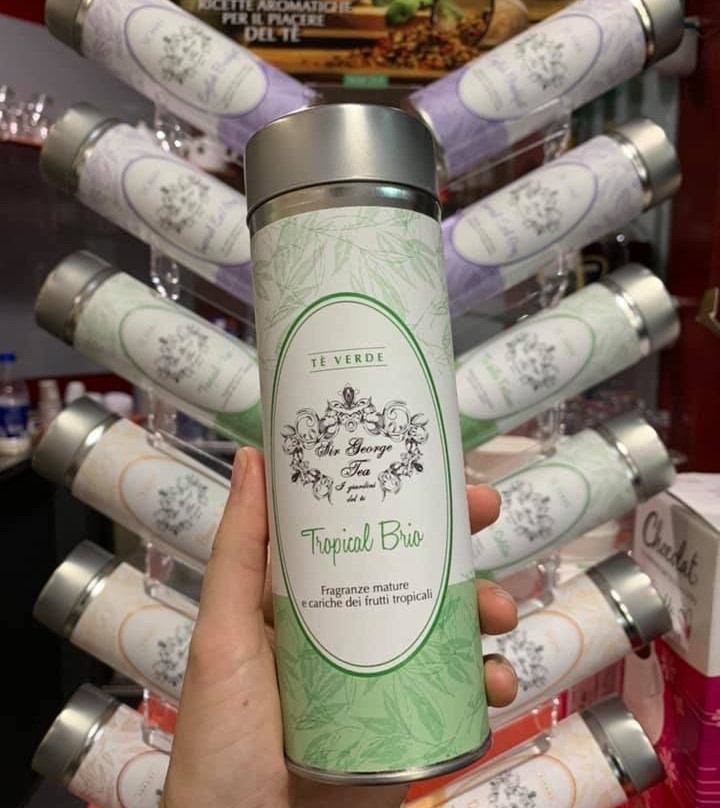 RICETTE AROMATICHE
PER IL PIACERE
DEL TÈ
TÈ VERDE
Sir George
Tea
I giardini
del tè
Tropical Brio
Fragranze mature
e cariche dei frutti tropicali
Chocolat